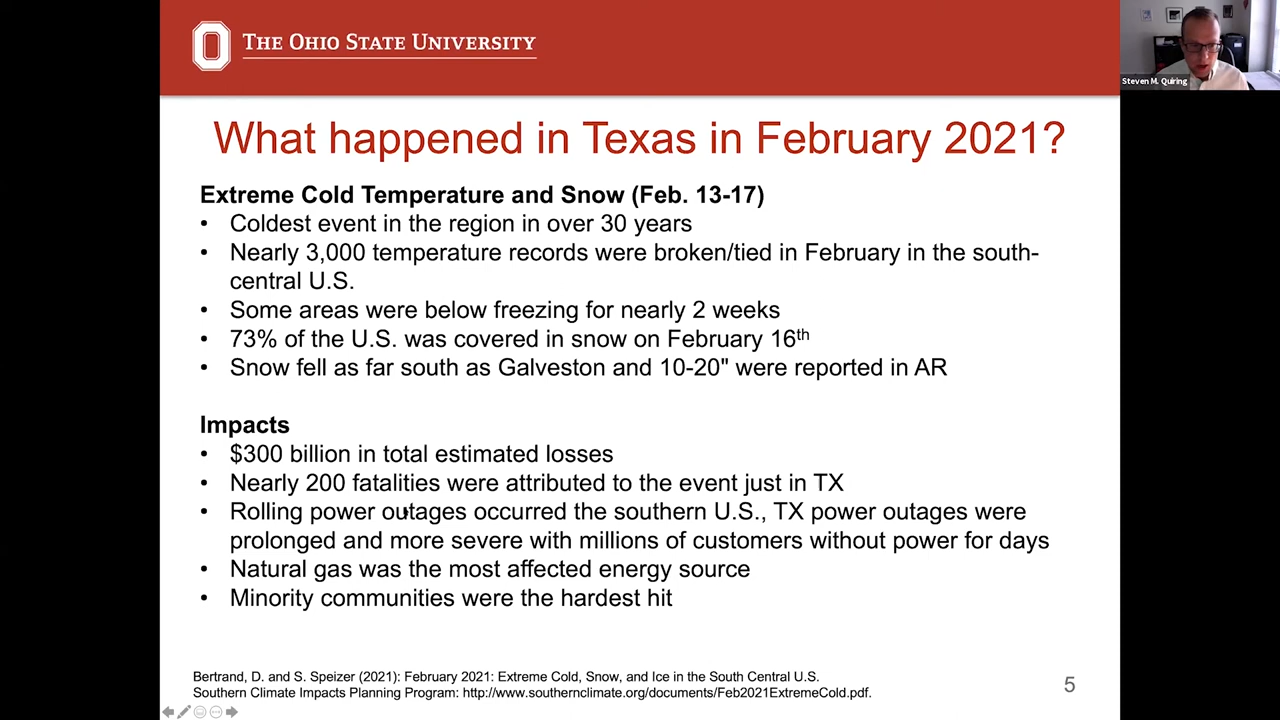 THE OHIO STATE UNIVERSITY
Steven M. Quiring
What happened in Texas in February 2021?
Extreme Cold Temperature and Snow (Feb. 13-17)
• Coldest event in the region in over 30 years
• Nearly 3,000 temperature records were broken/tied in February in the south-
central U.S.
• Some areas were below freezing for nearly 2 weeks
• 73% of the U.S. was covered in snow on February 16th
• Snow fell as far south as Galveston and 10-20" were reported in AR
Impacts
• $300 billion in total estimated losses
• Nearly 200 fatalities were attributed to the event just in TX
• Rolling power outages occurred the southern U.S., TX power outages were
prolonged and more severe with millions of customers without power for days
• Natural gas was the most affected energy source
• Minority communities were the hardest hit
Bertrand, D. and S. Speizer (2021): February 2021: Extreme Cold, Snow, and Ice in the South Central U.S.
Southern Climate Impacts Planning Program: http://www.southernclimate.org/documents/Feb2021ExtremeCold.pdf.
5